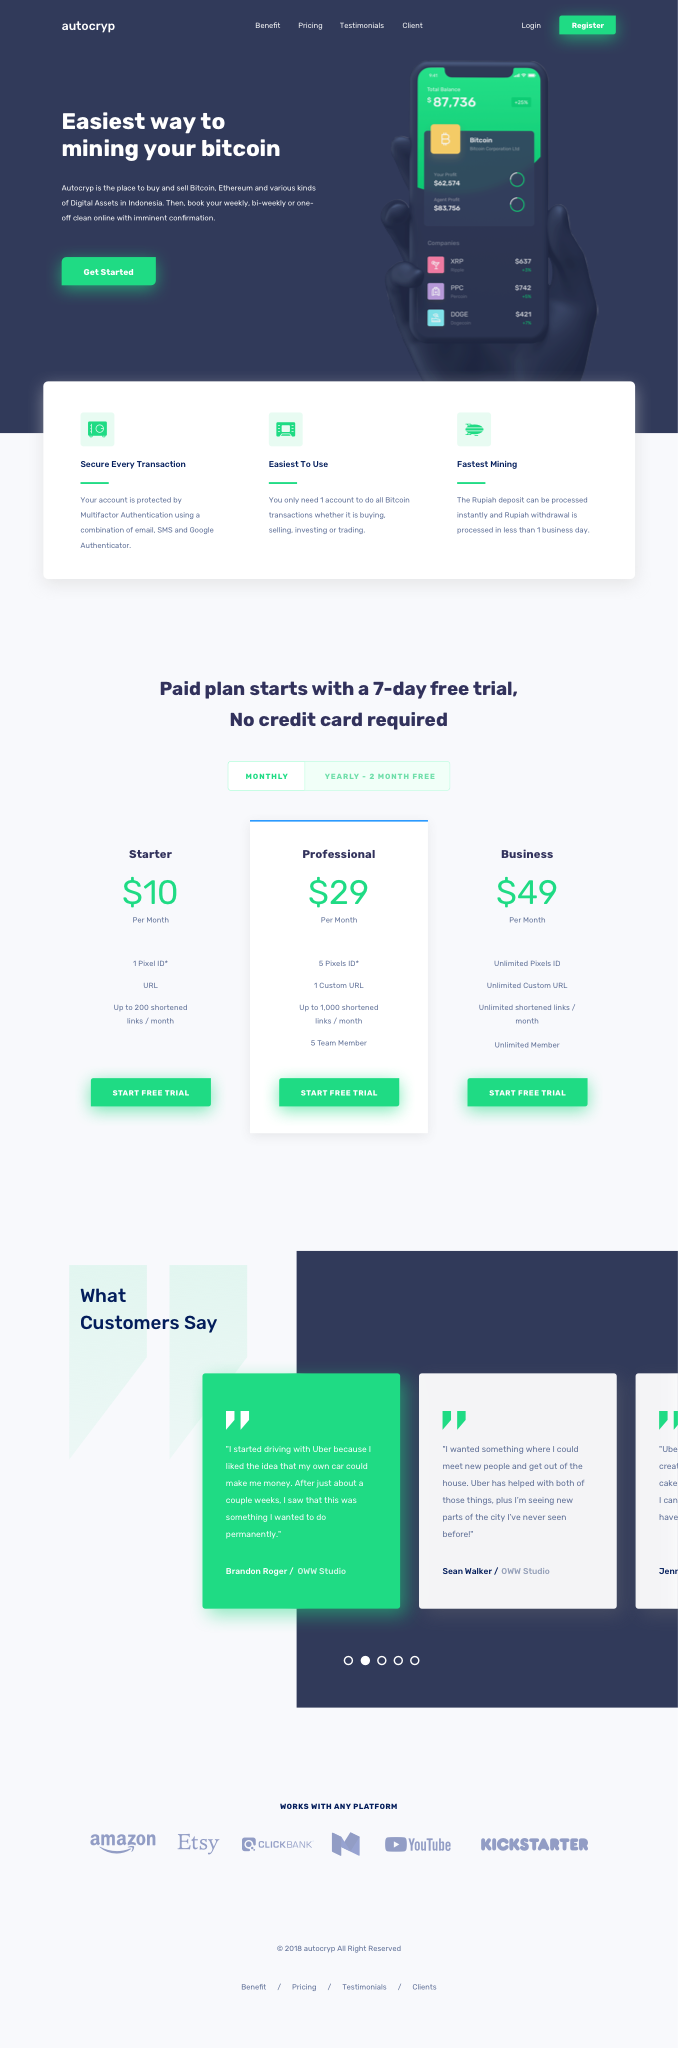 autocryp
Benefit
Pricing
Testimonials
Client
Login
Register
Easiest way to
mining your bitcoin
Autocryp is the place to buy and sell Bitcoin, Ethereum and various kinds
of Digital Assets in Indonesia. Then, book your weekly, bi-weekly or one-
off clean online with imminent confirmation.
Get Started
Total Balance
$ 87,736
+25%
Bitcoin
Bitcoin Corporation Ltd
Your Profit
$62,574
Agent Profit
$83,756
Companies
XRP
$637
PPC
$742
DOGE
$421
Secure Every Transaction
Your account is protected by
Multifactor Authentication using a
combination of email, SMS and Google
Authenticator.
Easiest To Use
You only need 1 account to do all Bitcoin
transactions whether it is buying,
selling, investing or trading.
Fastest Mining
The Rupiah deposit can be processed
instantly and Rupiah withdrawal is
processed in less than 1 business day.
Paid plan starts with a 7-day free trial,
No credit card required
MONTHLY
YEARLY - 2 MONTH FREE
Starter
$10
Per Month
1 Pixel ID*
URL
Up to 200 shortened
links / month
START FREE TRIAL
Professional
$29
Per Month
5 Pixels ID*
1 Custom URL
Up to 1,000 shortened
links / month
5 Team Member
START FREE TRIAL
Business
$49
Per Month
Unlimited Pixels ID
Unlimited Custom URL
Unlimited shortened links /
month
Unlimited Member
START FREE TRIAL
What
Customers Say
"I started driving with Uber because I
liked the idea that my own car could
make me money. After just about a
couple weeks, I saw that this was
something I wanted to do
permanently."
Brandon Roger / OWW Studio
"I wanted something where I could
meet new people and get out of the
house. Uber has helped with both of
those things, plus I'm seeing new
parts of the city I've never seen
before!"
Sean Walker / OWW Studio
"Ube
creat
cake
I can
have
Jenn
WORKS WITH ANY PLATFORM
amazon
Etsy
CLICKBANK
YouTube
KICKSTARTER
© 2018 autocryp All Right Reserved
Benefit / Pricing / Testimonials / Clients